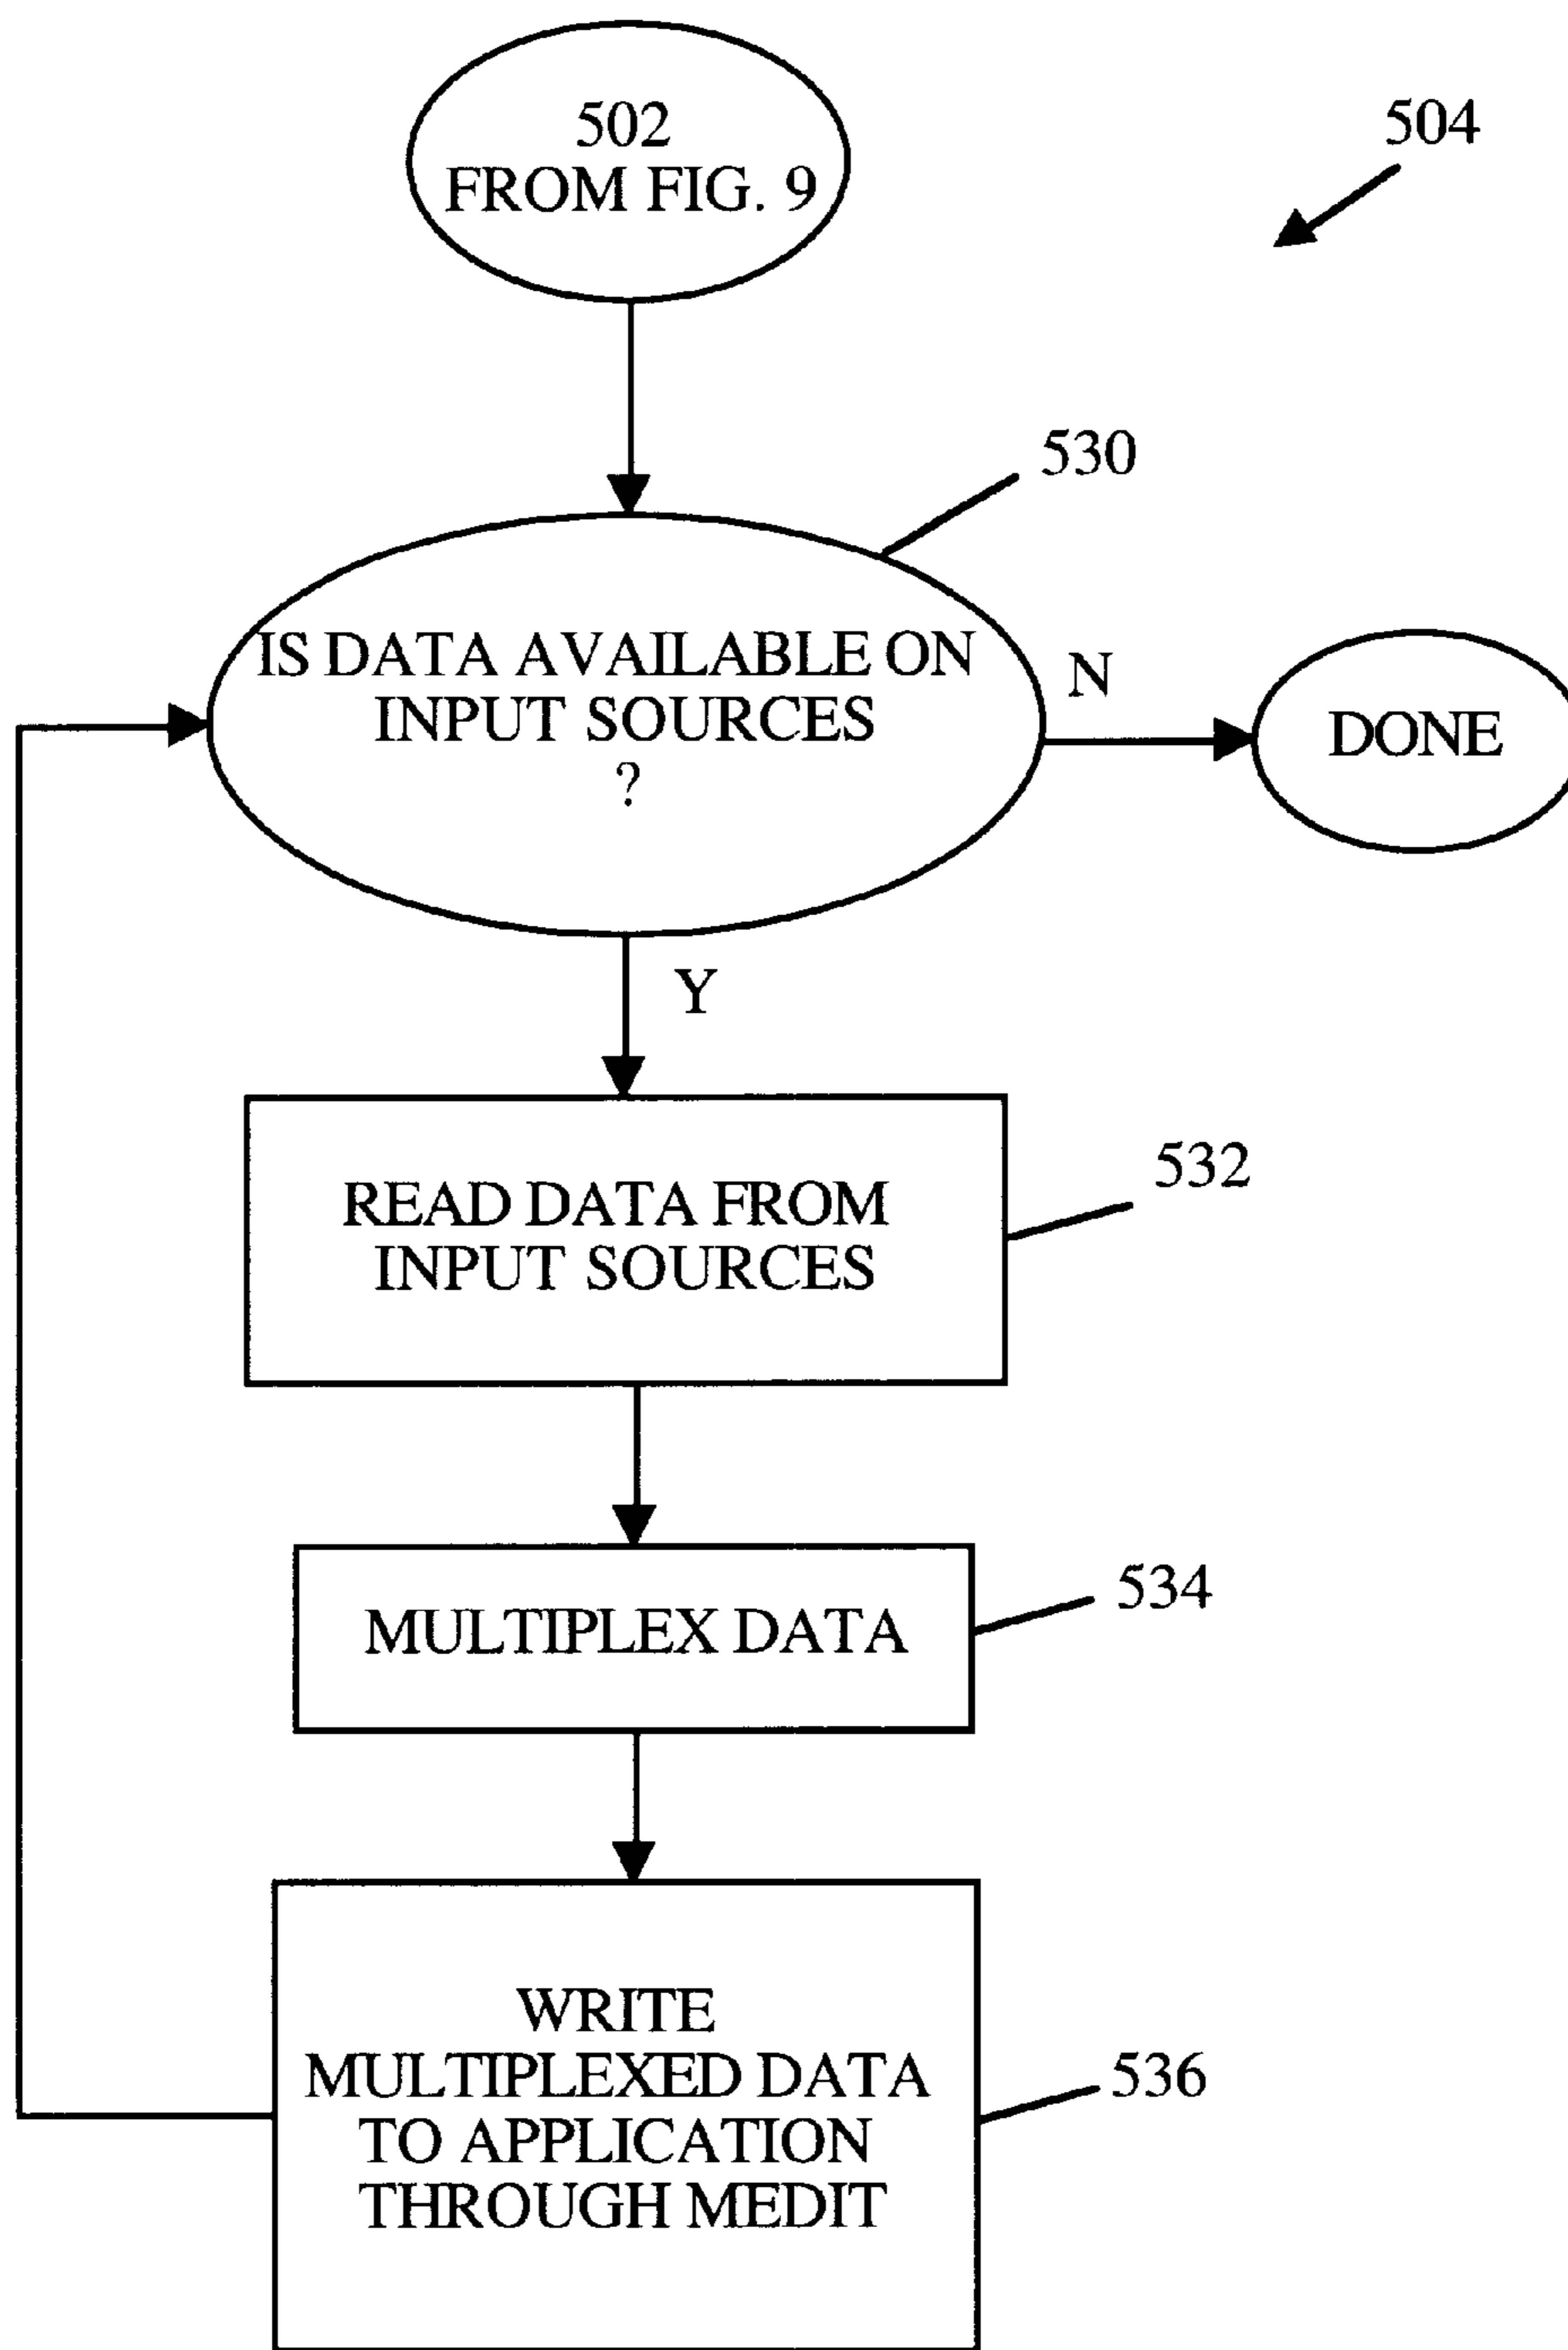 502
FROM FIG. 9
504
530
IS DATA AVAILABLE ON
INPUT SOURCES
?
N
DONE
Y
READ DATA FROM
INPUT SOURCES
532
MULTIPLEX DATA
534
WRITE
MULTIPLEXED DATA
TO APPLICATION
THROUGH MEDIT
536